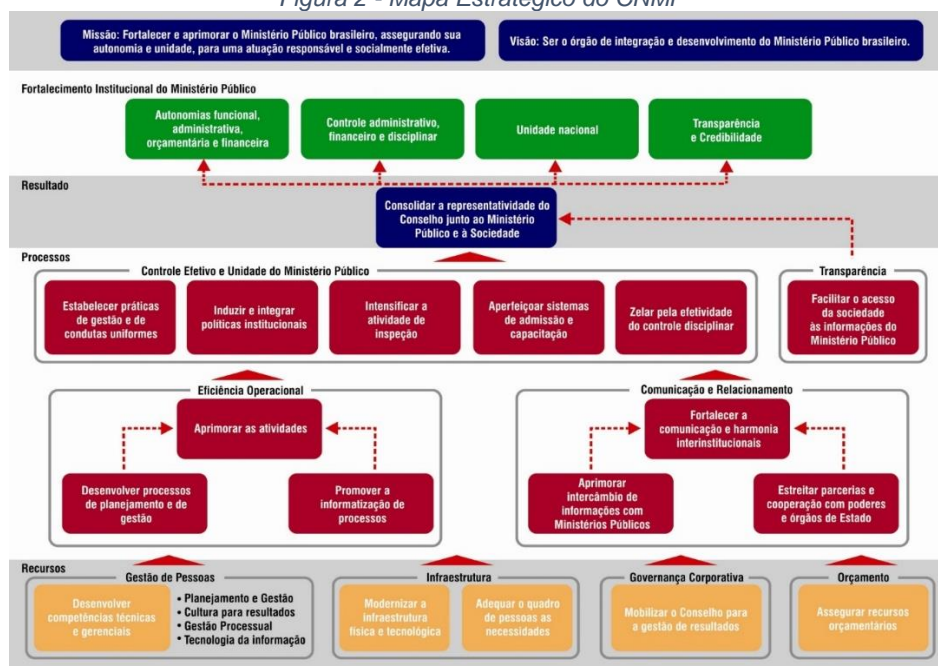 Figura 2 - Mapa Estratégico do CNMP
Missão: Fortalecer e aprimorar o Ministério Público brasileiro, assegurando sua
autonomia e unidade, para uma atuação responsável e socialmente efetiva.
Visão: Ser o órgão de integração e desenvolvimento do Ministério Público brasileiro.
Fortalecimento Institucional do Ministério Público
Autonomias funcional,
administrativa,
orçamentária e financeira
Controle administrativo,
financeiro e disciplinar
Unidade nacional
Transparência
e Credibilidade
Resultado
Consolidar a representatividade do
Conselho junto ao Ministério
Público e à Sociedade
Processos
Controle Efetivo e Unidade do Ministério Público
Estabelecer práticas
de gestão e de
condutas uniformes
Induzir e integrar
políticas institucionais
Intensificar a
atividade de
inspeção
Aperfeiçoar sistemas
de admissão e
capacitação
Zelar pela efetividade
do controle disciplinar
Transparência
Facilitar o acesso
da sociedade
às informações do
Ministério Público
Eficiência Operacional
Aprimorar as atividades
Desenvolver processos
de planejamento e de
gestão
Promover a
informatização de
processos
Comunicação e Relacionamento
Fortalecer a
comunicação e harmonia
interinstitucionais
Aprimorar
intercâmbio de
informações com
Ministérios Públicos
Estreitar parcerias e
cooperação com poderes
e órgãos de Estado
Recursos
Gestão de Pessoas
Desenvolver
competências técnicas
e gerenciais
• Planejamento e Gestão
• Cultura para resultados
• Gestão Processual
• Tecnologia da informação
Infraestrutura
Modernizar a
infraestrutura
física e tecnológica
Adequar o quadro
de pessoas as
necessidades
Governança Corporativa
Mobilizar o Conselho para
a gestão de resultados
Orçamento
Assegurar recursos
orçamentários